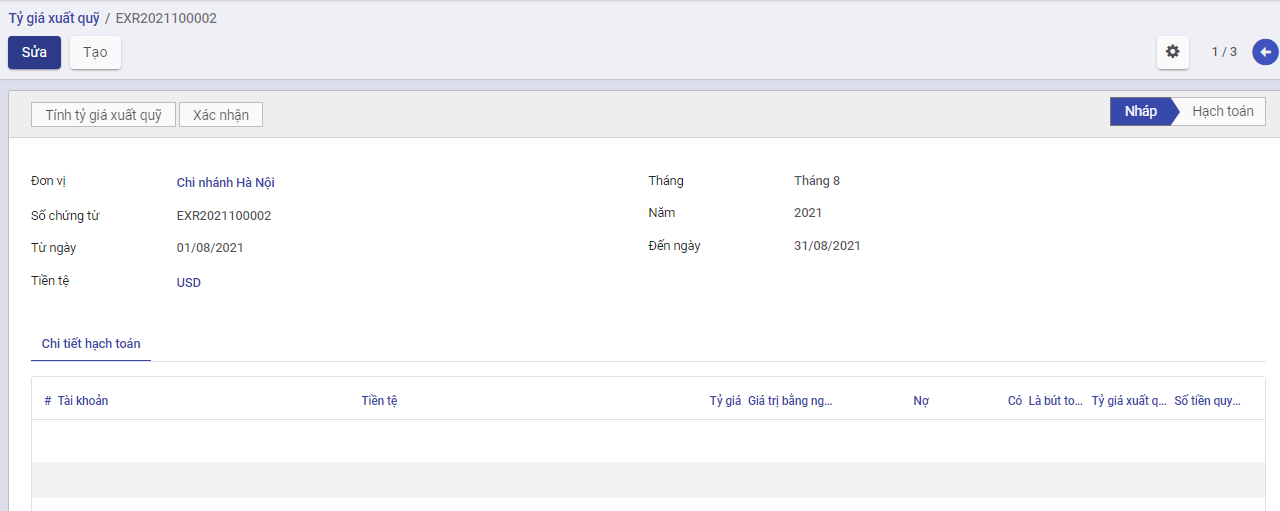 Tỷ giá xuất quỹ / EXR2021100002
Sửa Tạo 1 / 3
Tính tỷ giá xuất quỹ Xác nhận Nháp Hạch toán
Đơn vị Chi nhánh Hà Nội Tháng Tháng 8
Số chứng từ EXR2021100002 Năm 2021
Từ ngày 01/08/2021 Đến ngày 31/08/2021
Tiền tệ USD
Chi tiết hạch toán
# Tài khoản Tiền tệ Tỷ giá Giá trị bằng ng... Nợ Có Là bút to... Tỷ giá xuất q... Số tiền quy...